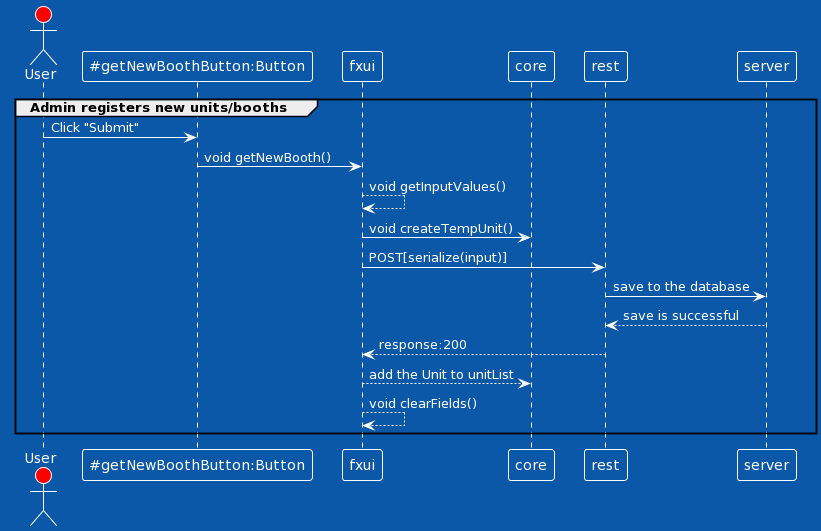 User
#getNewBoothButton:Button
fxui
core
rest
server
Admin registers new units/booths
Click "Submit"
void getNewBooth()
void getInputValues()
void createTempUnit()
POST[serialize(input)]
save to the database
save is successful
response:200
add the Unit to unitList
void clearFields()
User
#getNewBoothButton:Button
fxui
core
rest
server